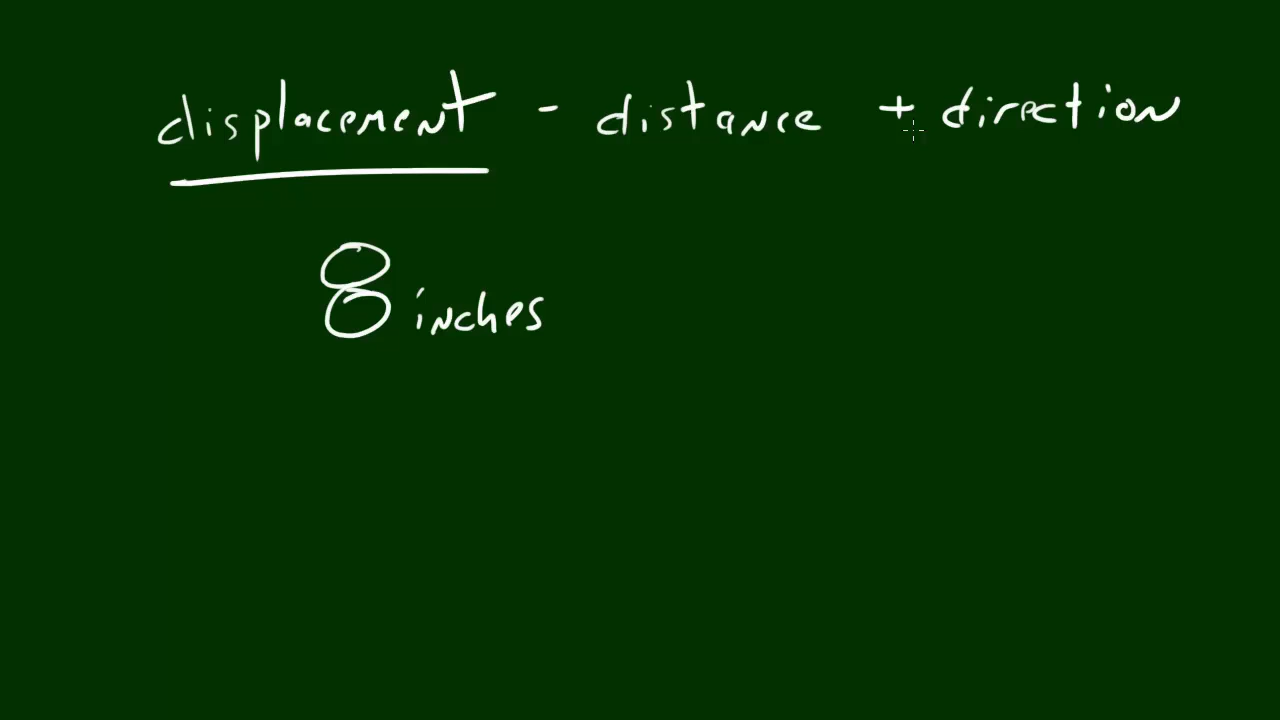 displacement - distance + direction
8 inches